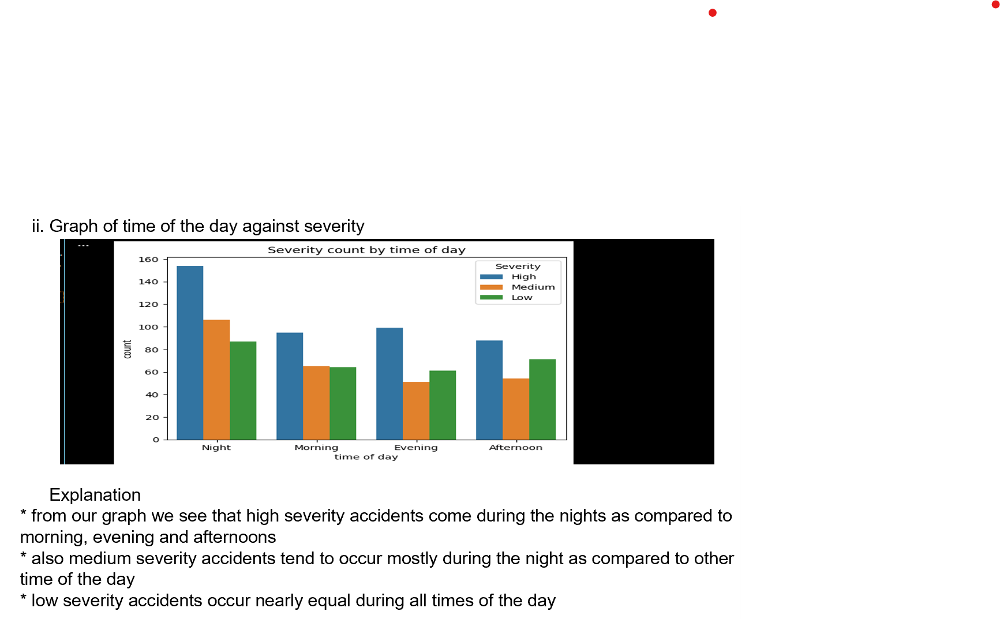 ii. Graph of time of the day against severity
...
Severity count by time of day
160
140
120
100
80
60
40
20
0
count
Severity
High
Medium
Low
Night Morning Evening Afternoon
time of day
Explanation
* from our graph we see that high severity accidents come during the nights as compared to
morning, evening and afternoons
* also medium severity accidents tend to occur mostly during the night as compared to other
time of the day
* low severity accidents occur nearly equal during all times of the day